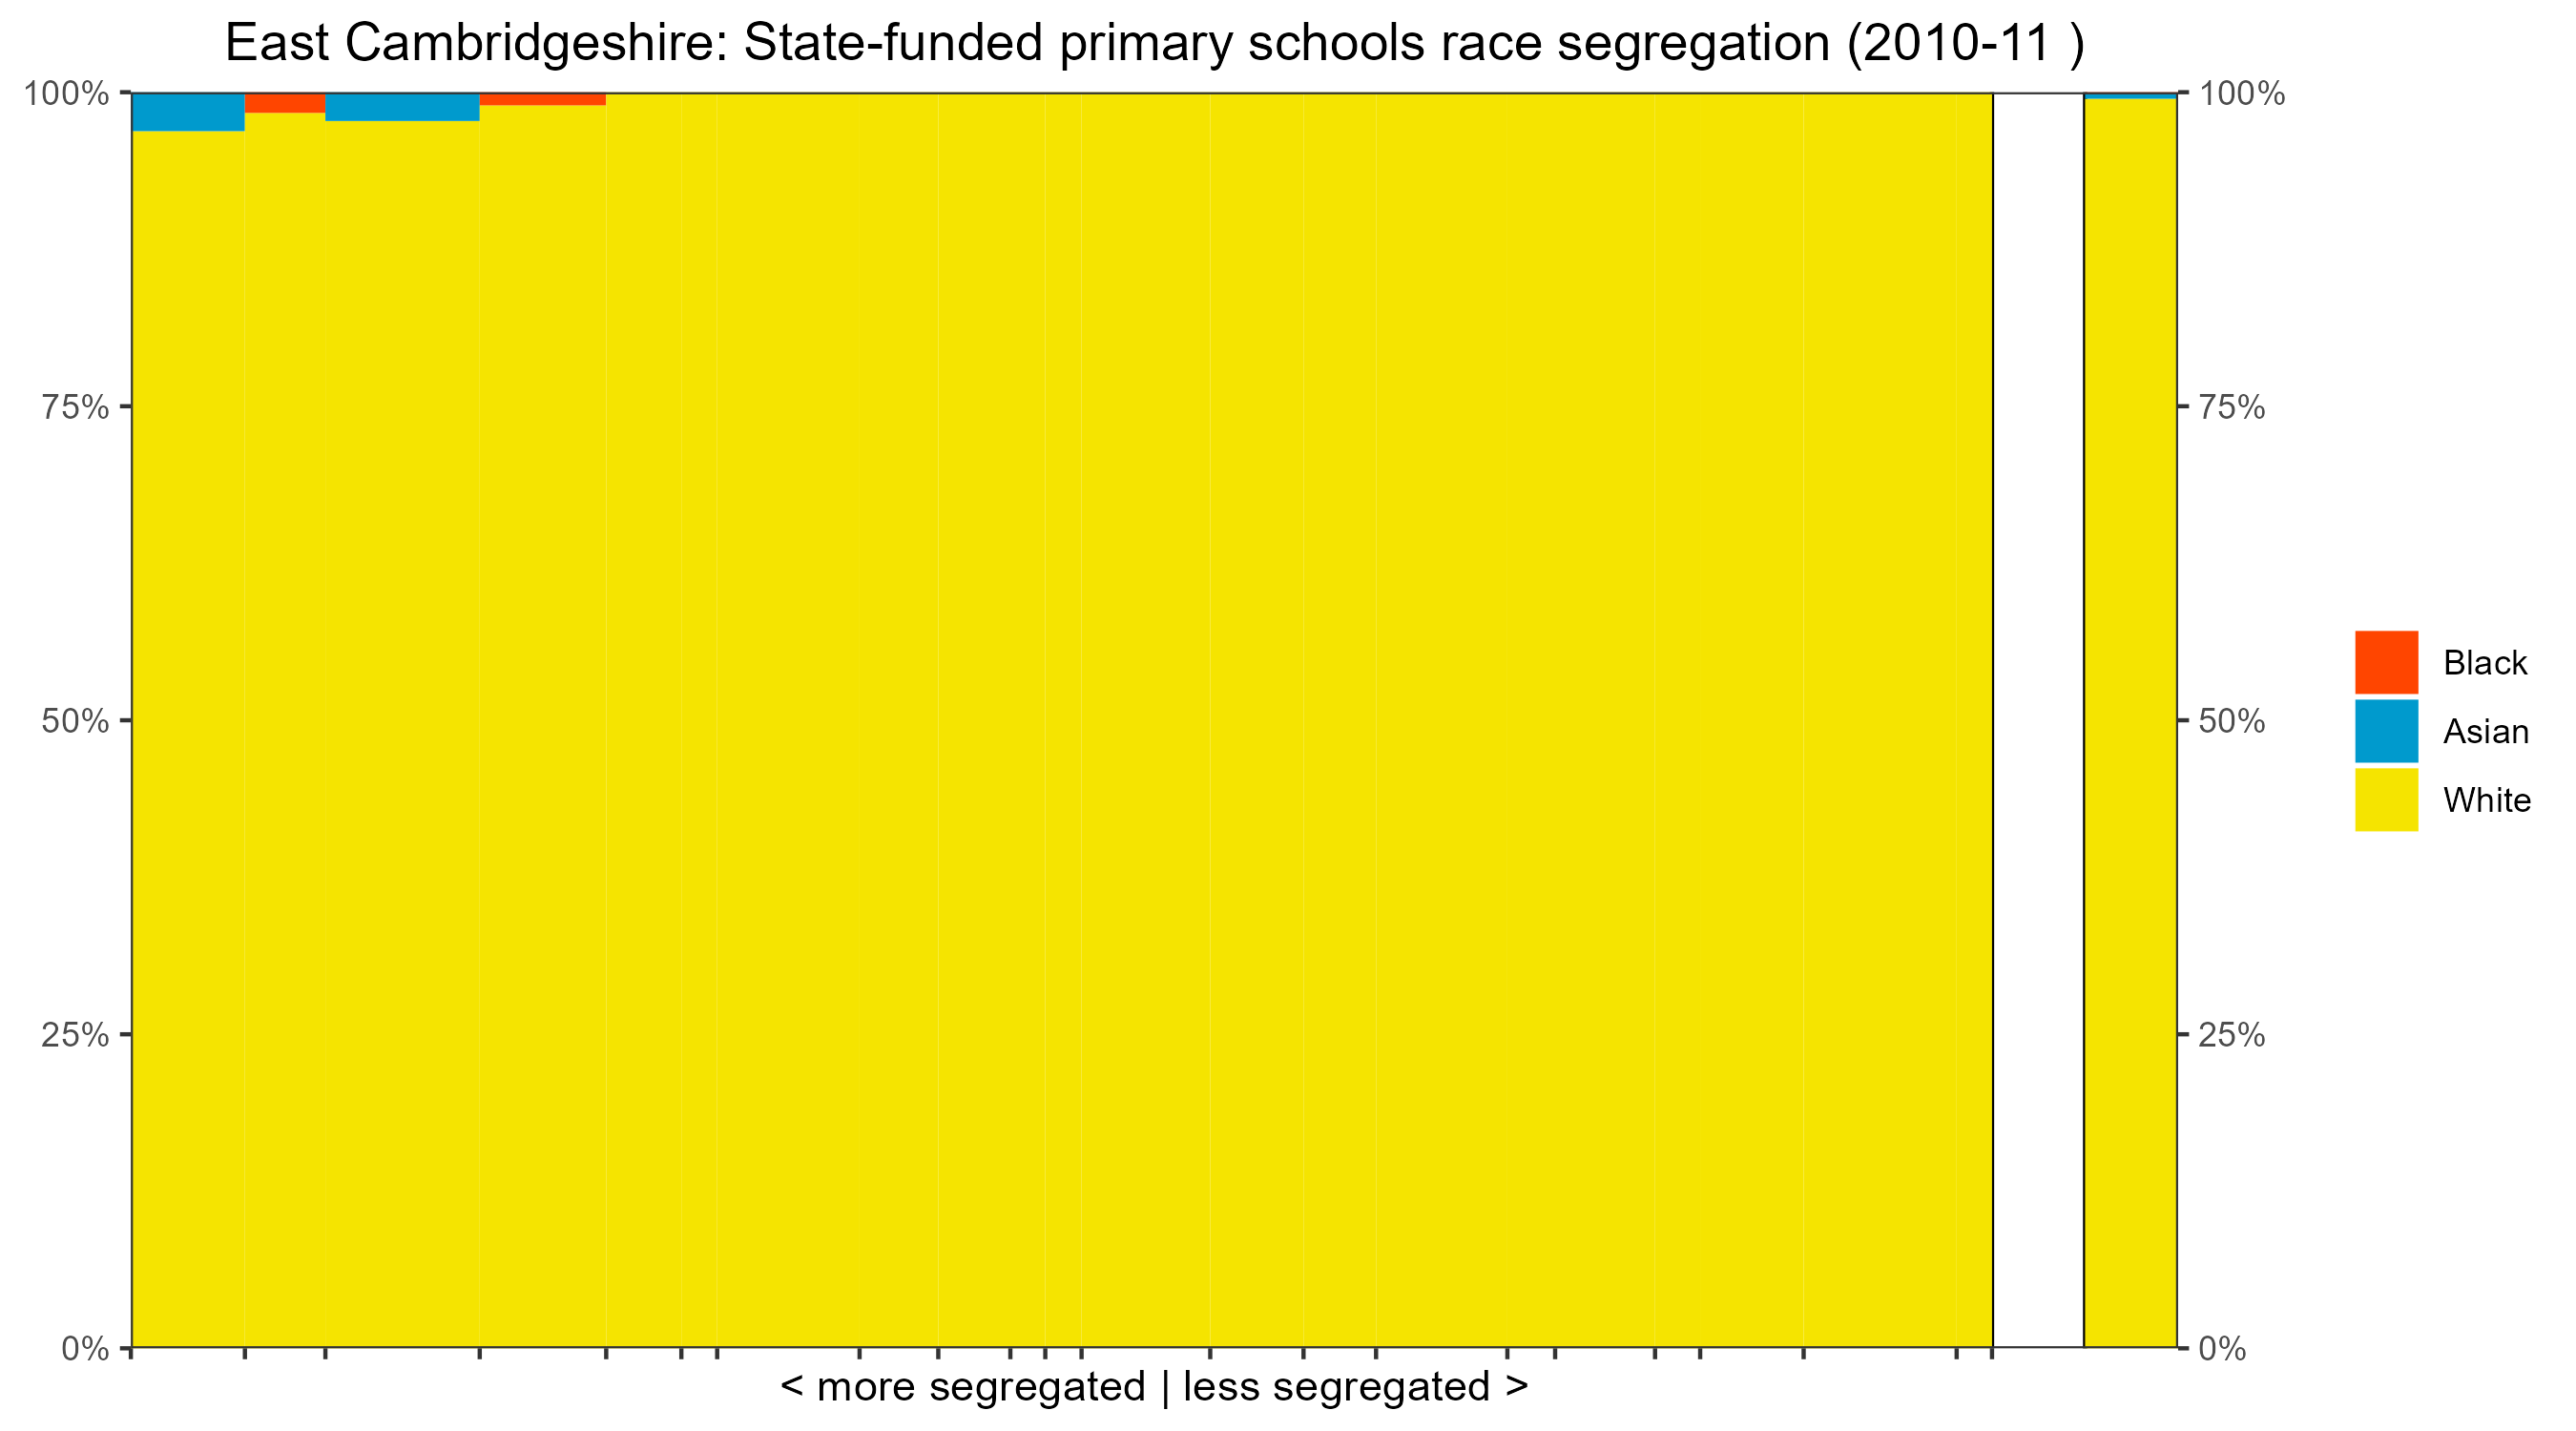 East Cambridgeshire: State-funded primary schools race segregation (2010-11 )
100%
75%
50%
25%
0%
100%
75%
50%
25%
0%
Black
Asian
White
< more segregated | less segregated >